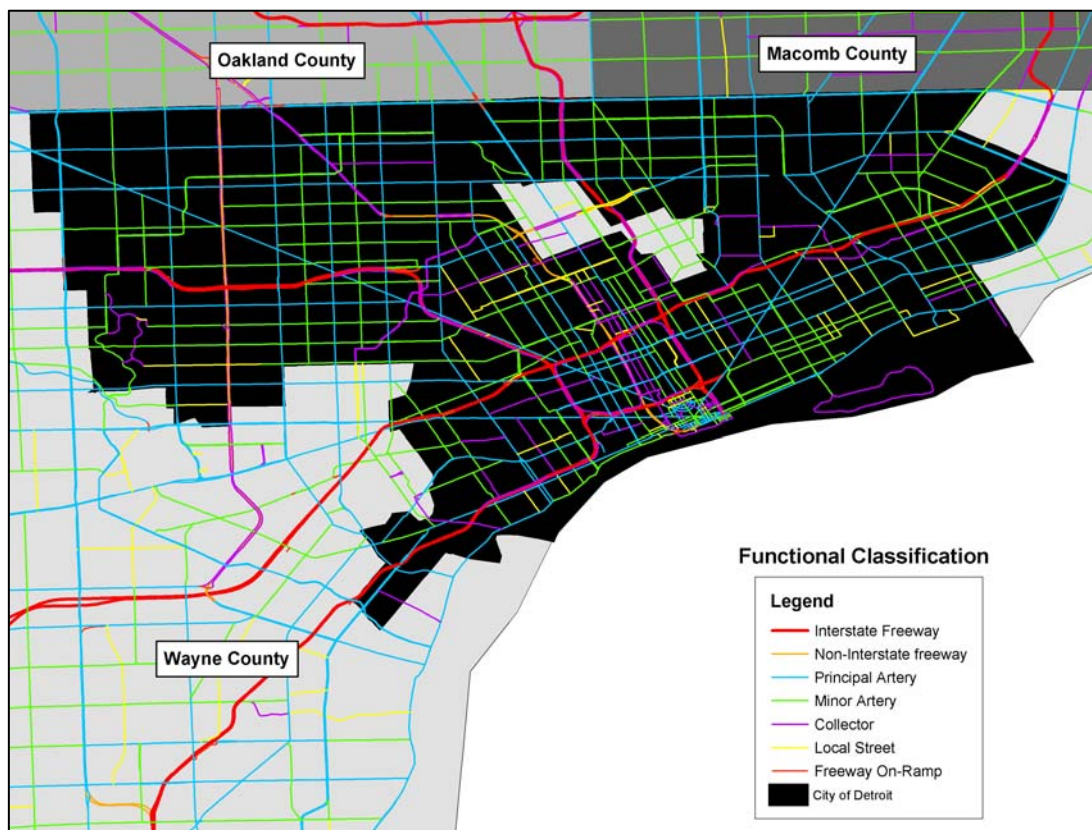 Oakland County
Macomb County
Wayne County
Functional Classification
Legend
Interstate Freeway
Non-Interstate freeway
Principal Artery
Minor Artery
Collector
Local Street
Freeway On-Ramp
City of Detroit